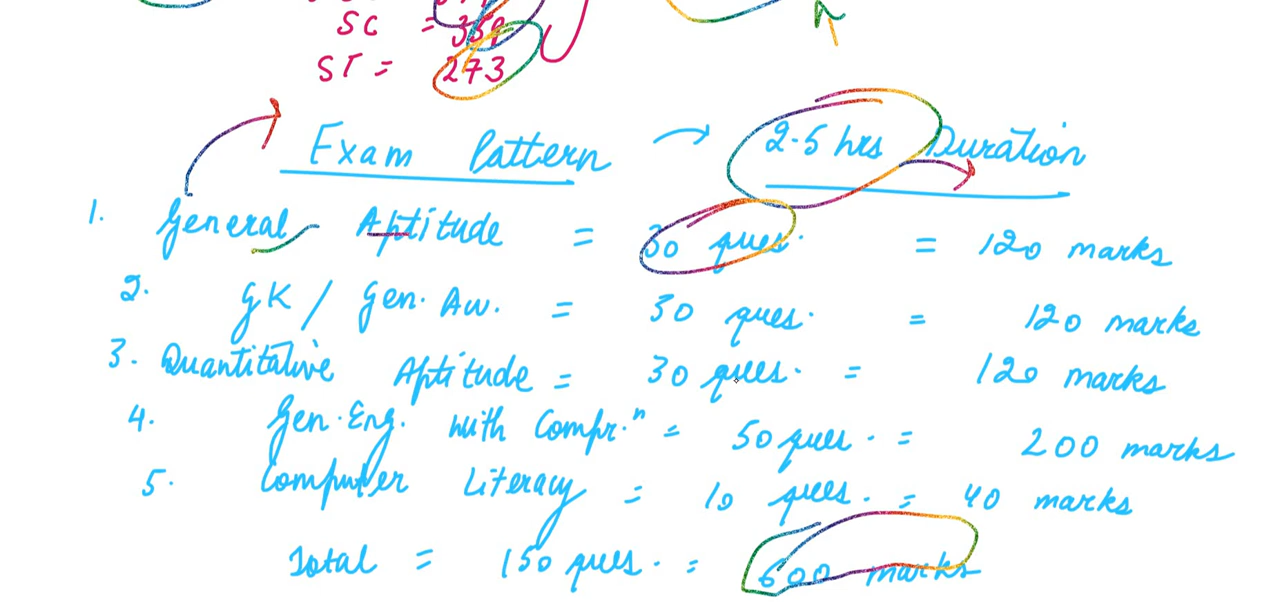 SC = 359
ST = 273
Exam Pattern → 2.5 hrs Duration
1. General Aptitude = 30 ques. = 120 marks
2. GK / Gen. Aw. = 30 ques. = 120 marks
3. Quantitative Aptitude = 30 ques. = 120 marks
4. Gen. Eng. with Compr.ⁿ = 50 ques. = 200 marks
5. Computer Literacy = 10 ques. = 40 marks
Total = 150 ques. = 600 marks